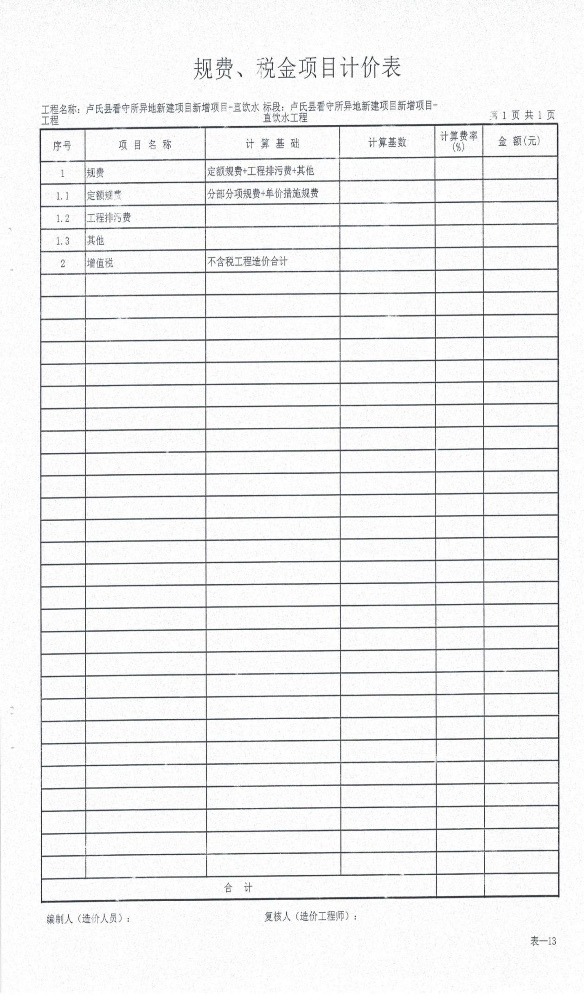 规费、税金项目计价表
工程名称：卢氏县看守所异地新建项目新增项目-直饮水工程 标段：卢氏县看守所异地新建项目新增项目-直饮水工程 第 1 页 共 1 页
序号 项 目 名 称 计 算 基 础 计算基数 计算费率(%) 金 额(元)
1 规费 定额规费+工程排污费+其他
1.1 定额规费 分部分项规费+单价措施规费
1.2 工程排污费
1.3 其他
2 增值税 不含税工程造价合计
合 计
编制人（造价人员）： 复核人（造价工程师）：
表—13